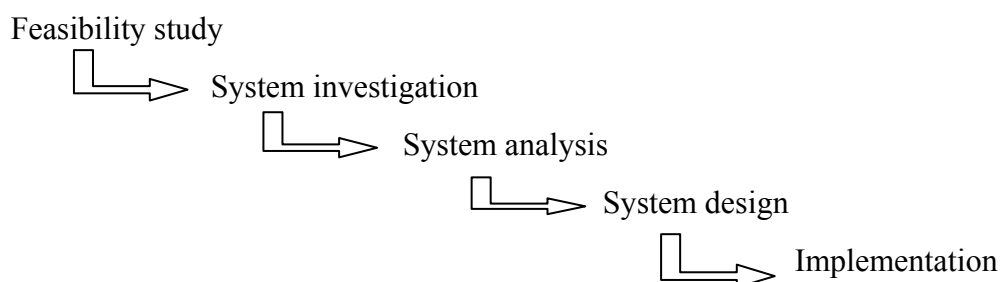 Feasibility study
System investigation
System analysis
System design
Implementation